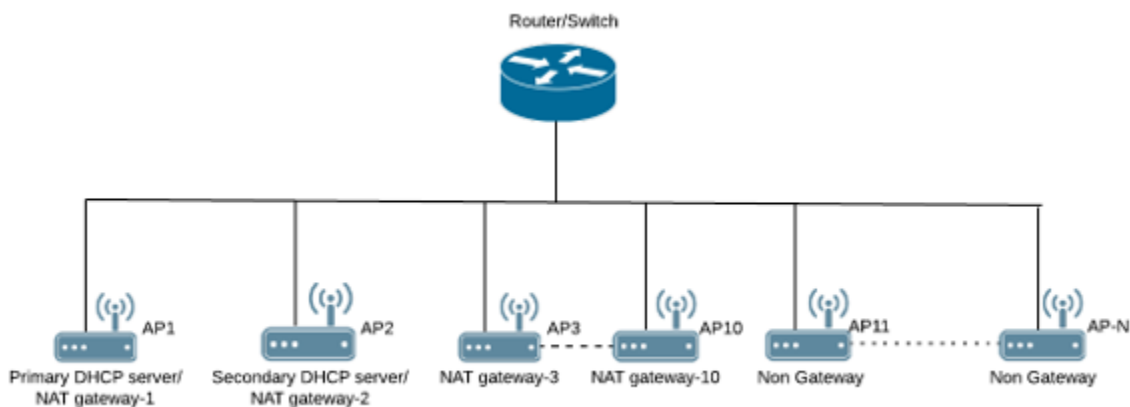 Router/Switch
AP1
AP2
AP3
AP10
AP11
AP-N
Primary DHCP server/
NAT gateway-1
Secondary DHCP server/
NAT gateway-2
NAT gateway-3
NAT gateway-10
Non Gateway
Non Gateway